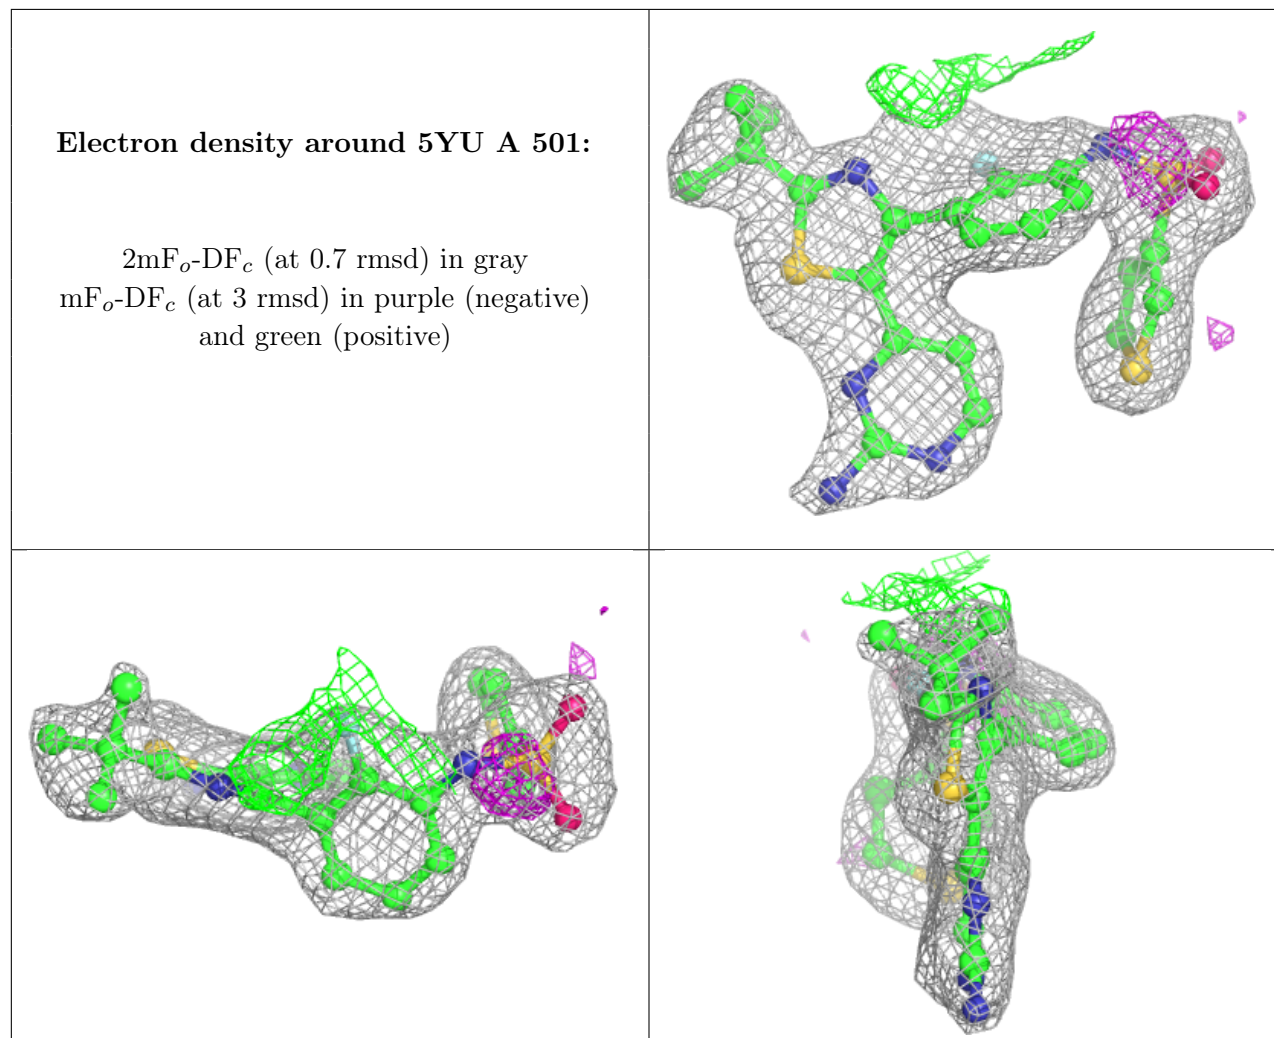 Electron density around 5YU A 501:
2mFo-DFc (at 0.7 rmsd) in gray
mFo-DFc (at 3 rmsd) in purple (negative)
and green (positive)